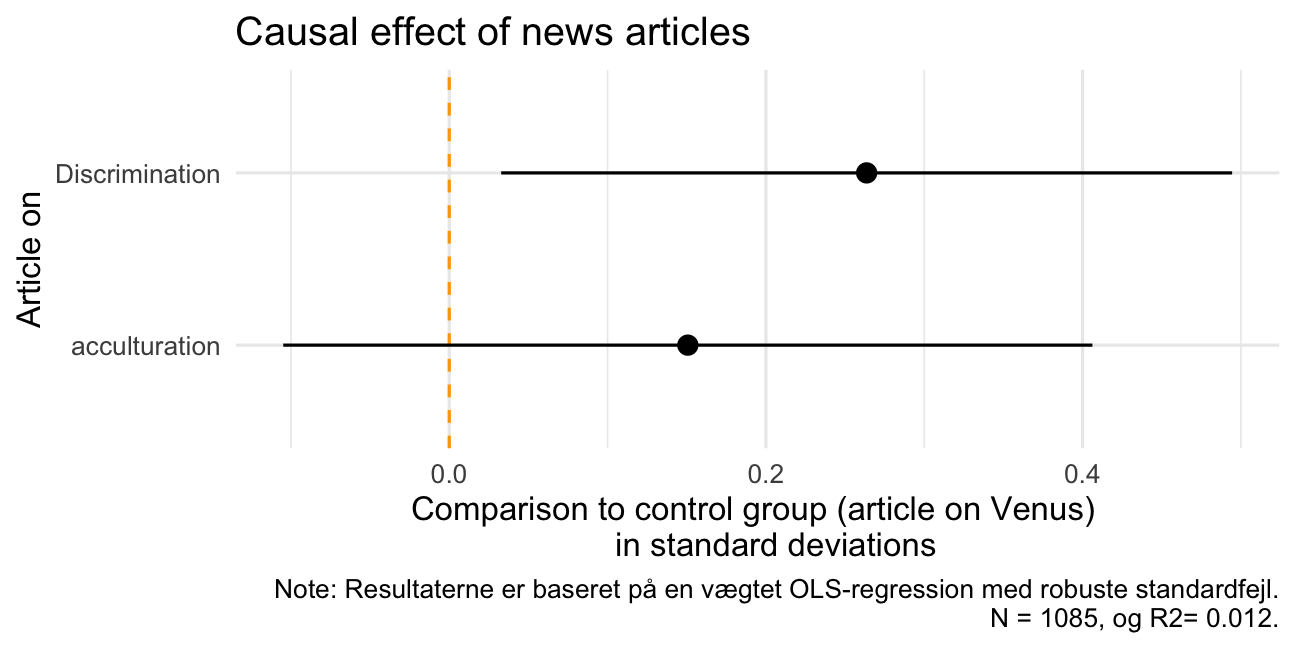 Causal effect of news articles
Article on
Discrimination
acculturation
0.0
0.2
0.4
Comparison to control group (article on Venus)
in standard deviations
Note: Resultaterne er baseret på en vægtet OLS-regression med robuste standardfejl.
N = 1085, og R2= 0.012.